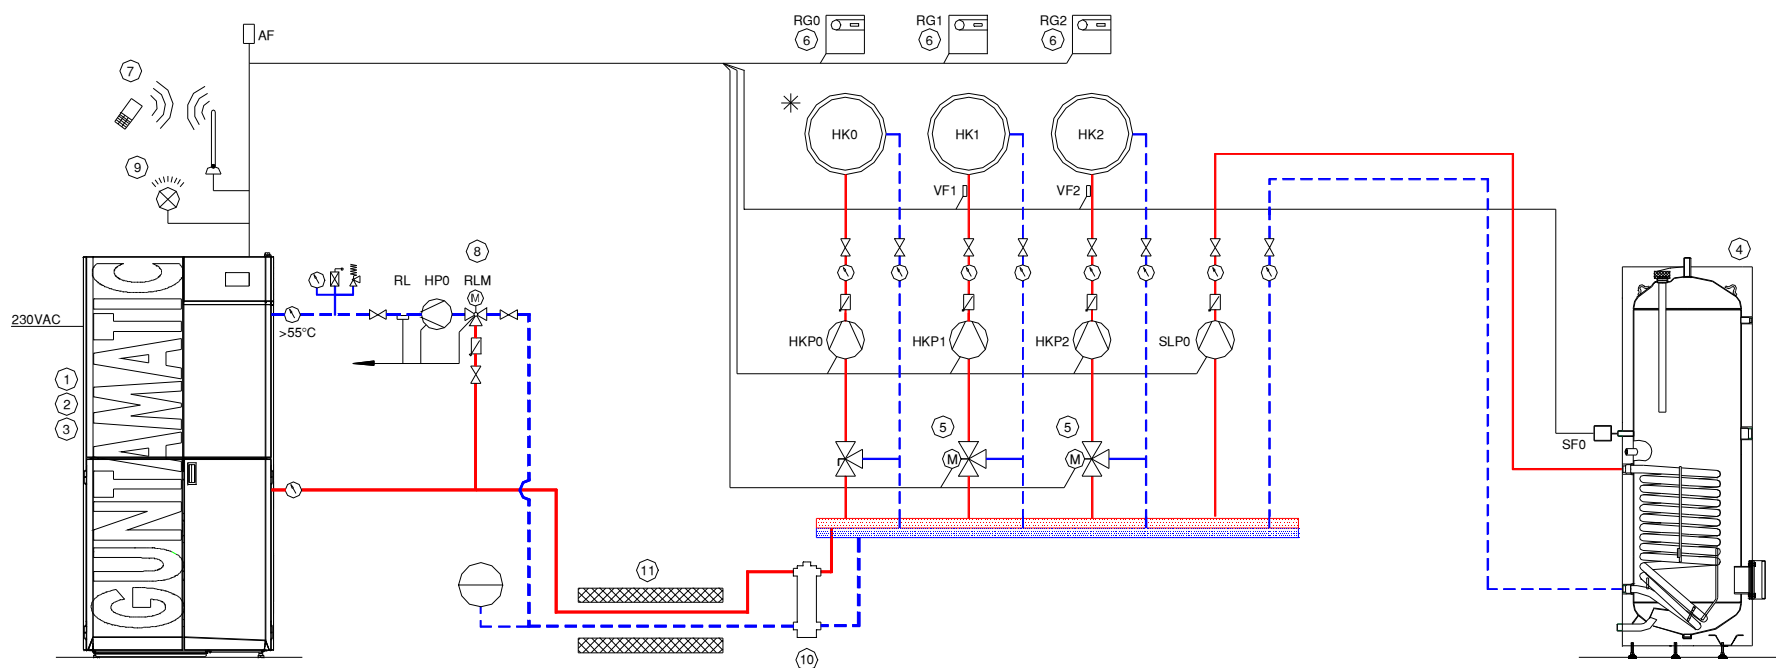 RG0
RG1
RG2
6
6
6
AF
7
9
HK0
HK1
HK2
VF1
VF2
8
4
RL
HP0
RLM
M
230VAC
>55°C
HKP0
HKP1
HKP2
SLP0
1
2
3
GUNTAMATIC
5
5
M
M
SF0
11
10